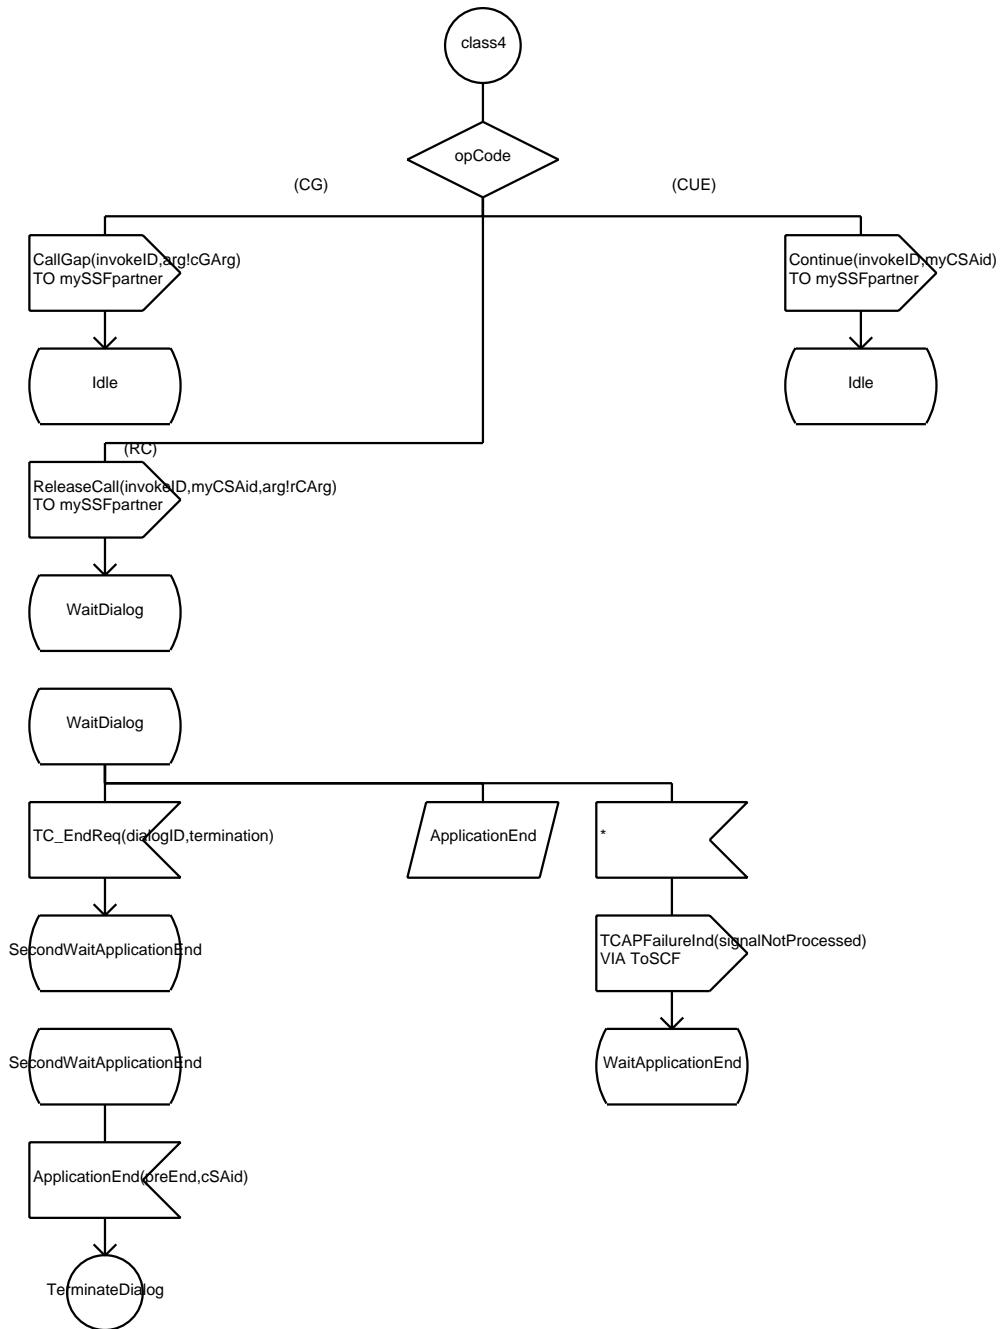 class4
opCode
(CG)
(CUE)
CallGap(invokeID,arg!cGArg)
TO mySSFpartner
Continue(invokeID,myCSAid)
TO mySSFpartner
Idle
Idle
(RC)
ReleaseCall(invokeID,myCSAid,arg!rCArg)
TO mySSFpartner
WaitDialog
WaitDialog
TC_EndReq(dialogID,termination)
ApplicationEnd
*
SecondWaitApplicationEnd
TCAPFailureInd(signalNotProcessed)
VIA ToSCF
SecondWaitApplicationEnd
WaitApplicationEnd
ApplicationEnd(preEnd,cSAid)
TerminateDialog